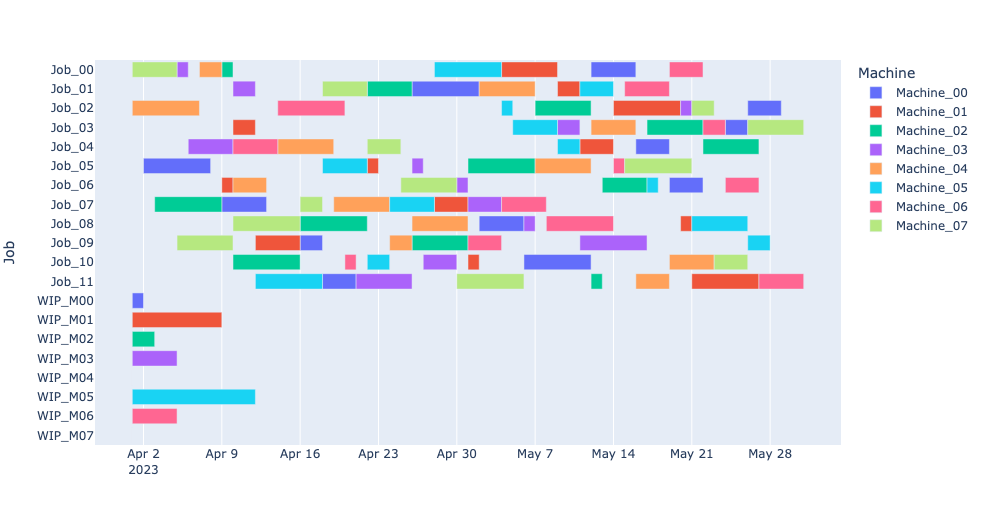 Job_00
Job_01
Job_02
Job_03
Job_04
Job_05
Job_06
Job_07
Job_08
Job_09
Job_10
Job_11
WIP_M00
WIP_M01
WIP_M02
WIP_M03
WIP_M04
WIP_M05
WIP_M06
WIP_M07
Job
Apr 2
2023
Apr 9
Apr 16
Apr 23
Apr 30
May 7
May 14
May 21
May 28
Machine
Machine_00
Machine_01
Machine_02
Machine_03
Machine_04
Machine_05
Machine_06
Machine_07